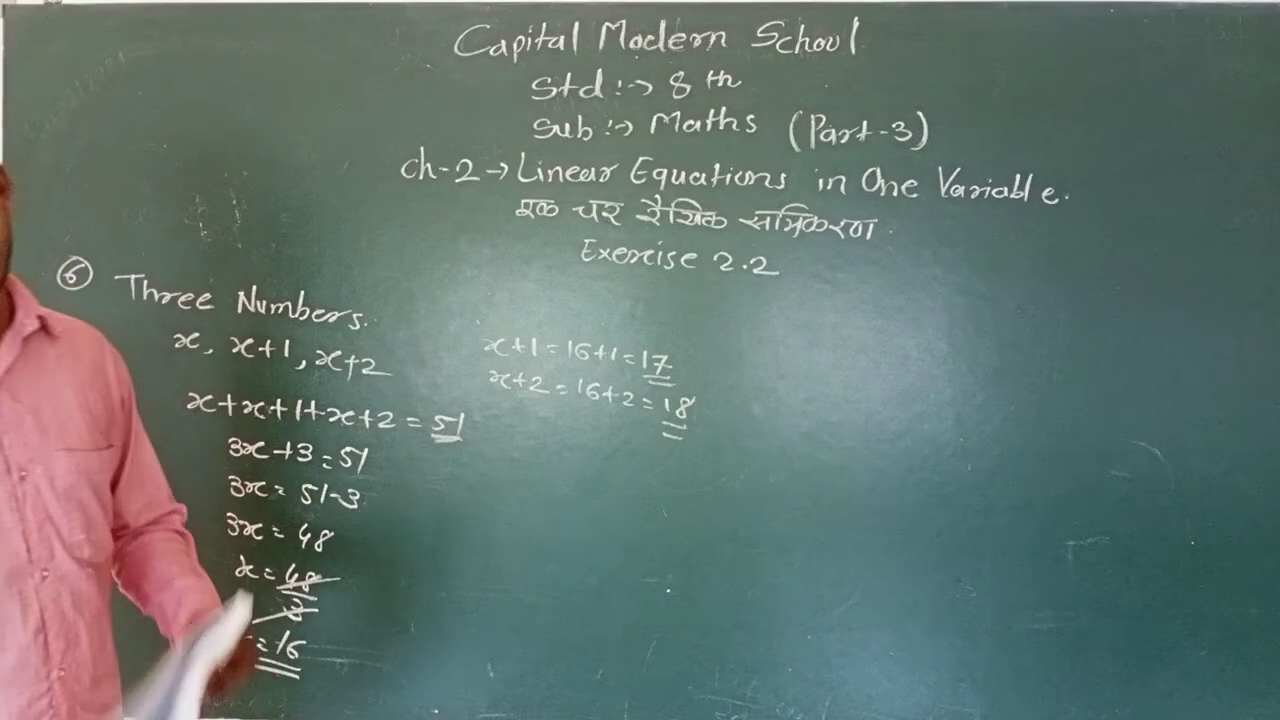 Capital Modern School
Std :→ 8th
Sub :→ Maths (Part-3)
Ch-2 → Linear Equations in One Variable.
एक चर रैखिक समिकरण
Exercise 2.2
⑥ Three Numbers.
x, x+1, x+2
x+x+1+x+2 = 51
3x+3 = 51
3x = 51-3
3x = 48
x = 48
3
= 16
x+1 = 16+1 = 17
x+2 = 16+2 = 18